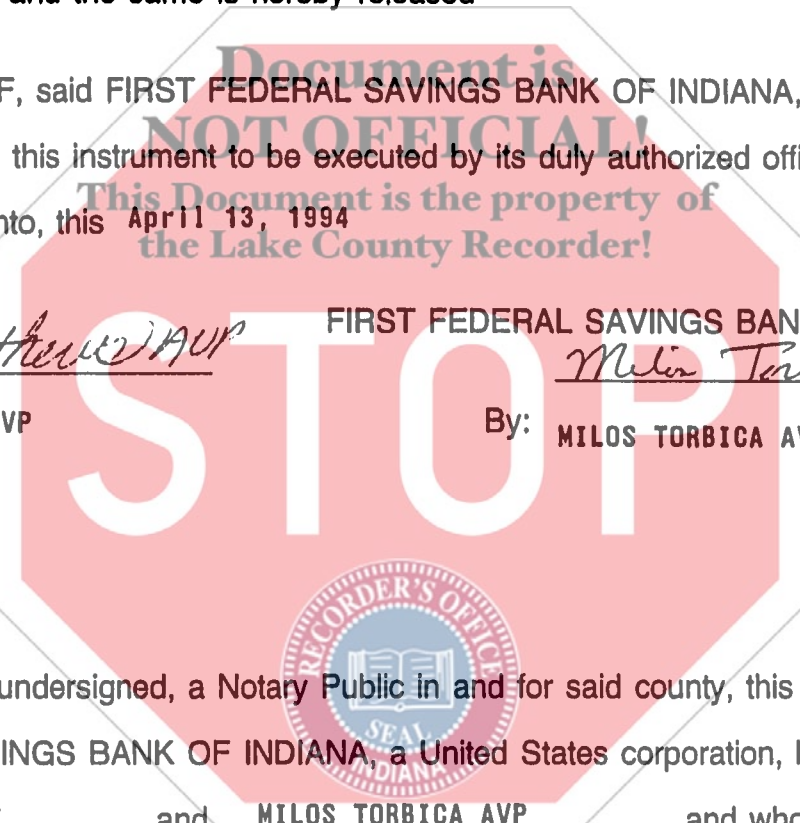 and the same is hereby released
Document is
F, said FIRST FEDERAL SAVINGS BANK OF INDIANA,
NOT OFFICIAL!
this instrument to be executed by its duly authorized offi
This Document is the property of
nto, this April 13, 1994
the Lake County Recorder!
AVP
FIRST FEDERAL SAVINGS BAN
Milos Tor
VP
By: MILOS TORBICA AV
STOP
RECORDER'S OFFICE
SEAL
INDIANA
undersigned, a Notary Public in and for said county, this
INGS BANK OF INDIANA, a United States corporation,
and MILOS TORBICA AVP and who